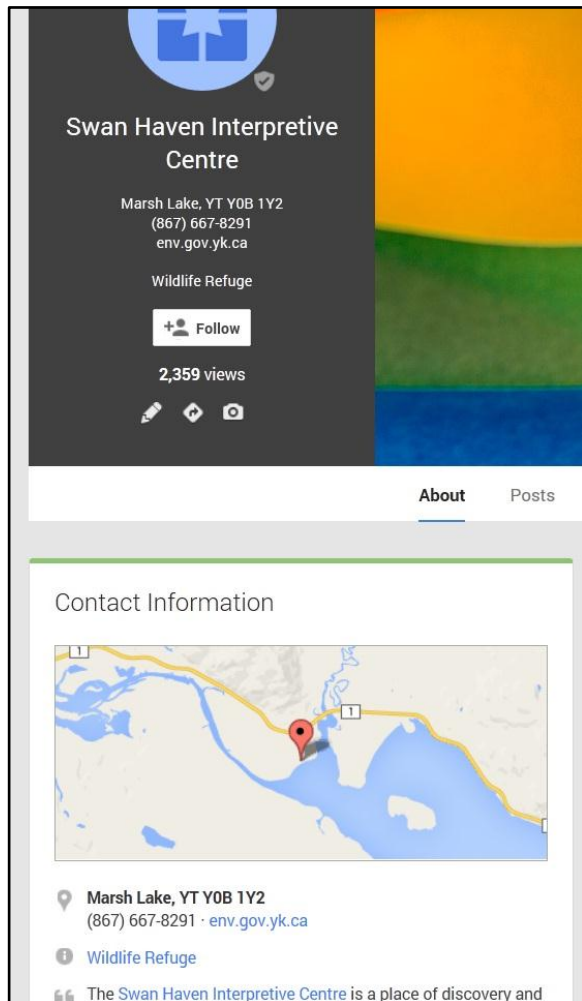 Swan Haven Interpretive
Centre
Marsh Lake, YT Y0B 1Y2
(867) 667-8291
env.gov.yk.ca
Wildlife Refuge
Follow
2,359 views
About Posts
Contact Information
1
1
1
Marsh Lake, YT Y0B 1Y2
(867) 667-8291 · env.gov.yk.ca
Wildlife Refuge
The Swan Haven Interpretive Centre is a place of discovery and